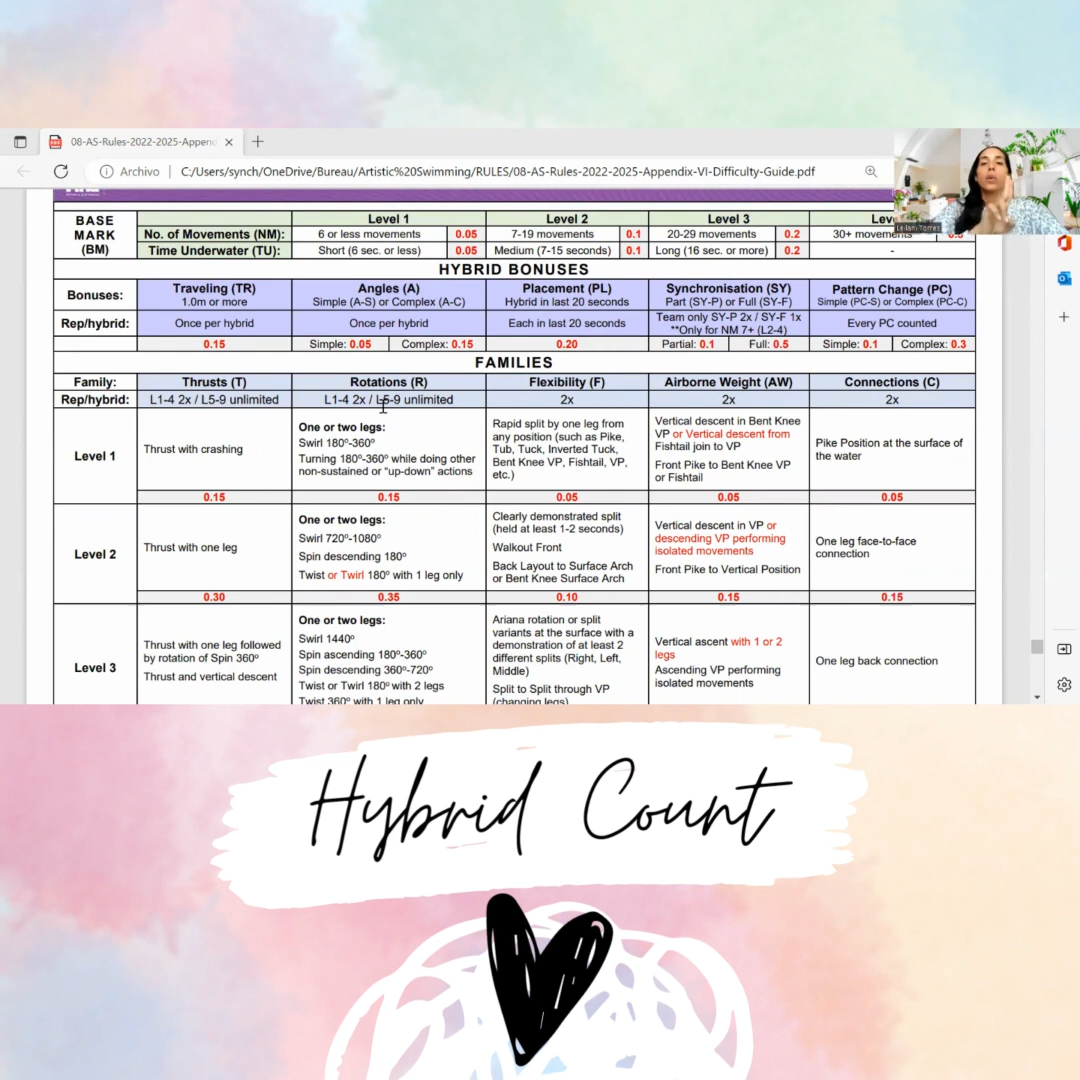 08-AS-Rules-2022-2025-Append
Archivo
C:/Users/synch/OneDrive/Bureau/Artistic%20Swimming/RULES/08-AS-Rules-2022-2025-Appendix-VI-Difficulty-Guide.pdf
Leilani Torres
BASE MARK (BM)
Level 1
Level 2
Level 3
No. of Movements (NM):
6 or less movements
0.05
7-19 movements
0.1
20-29 movements
0.2
30+ movements
Time Underwater (TU):
Short (6 sec. or less)
0.05
Medium (7-15 seconds)
0.1
Long (16 sec. or more)
0.2
-
HYBRID BONUSES
Bonuses:
Traveling (TR)
1.0m or more
Angles (A)
Simple (A-S) or Complex (A-C)
Placement (PL)
Hybrid in last 20 seconds
Synchronisation (SY)
Part (SY-P) or Full (SY-F)
Pattern Change (PC)
Simple (PC-S) or Complex (PC-C)
Rep/hybrid:
Once per hybrid
Once per hybrid
Each in last 20 seconds
Team only SY-P 2x / SY-F 1x
**Only for NM 7+ (L2-4)
Every PC counted
0.15
Simple: 0.05
Complex: 0.15
0.20
Partial: 0.1
Full: 0.5
Simple: 0.1
Complex: 0.3
FAMILIES
Family:
Thrusts (T)
Rotations (R)
Flexibility (F)
Airborne Weight (AW)
Connections (C)
Rep/hybrid:
L1-4 2x / L5-9 unlimited
L1-4 2x / L5-9 unlimited
2x
2x
2x
Level 1
Thrust with crashing
One or two legs:
Swirl 180º-360º
Turning 180º-360º while doing other
non-sustained or “up-down” actions
Rapid split by one leg from
any position (such as Pike,
Tub, Tuck, Inverted Tuck,
Bent Knee VP, Fishtail, VP,
etc.)
Vertical descent in Bent Knee
VP or Vertical descent from
Fishtail join to VP
Front Pike to Bent Knee VP
or Fishtail
Pike Position at the surface of
the water
0.15
0.15
0.05
0.05
0.05
Level 2
Thrust with one leg
One or two legs:
Swirl 720º-1080º
Spin descending 180º
Twist or Twirl 180º with 1 leg only
Clearly demonstrated split
(held at least 1-2 seconds)
Walkout Front
Back Layout to Surface Arch
or Bent Knee Surface Arch
Vertical descent in VP or
descending VP performing
isolated movements
Front Pike to Vertical Position
One leg face-to-face
connection
0.30
0.35
0.10
0.15
0.15
Level 3
Thrust with one leg followed
by rotation of Spin 360º
Thrust and vertical descent
One or two legs:
Swirl 1440º
Spin ascending 180º-360º
Spin descending 360º-720º
Twist or Twirl 180º with 2 legs
Twist 360º with 1 leg only
Ariana rotation or split
variants at the surface with a
demonstration of at least 2
different splits (Right, Left,
Middle)
Split to Split through VP
(changing legs)
Vertical ascent with 1 or 2
legs
Ascending VP performing
isolated movements
One leg back connection
Hybrid Count